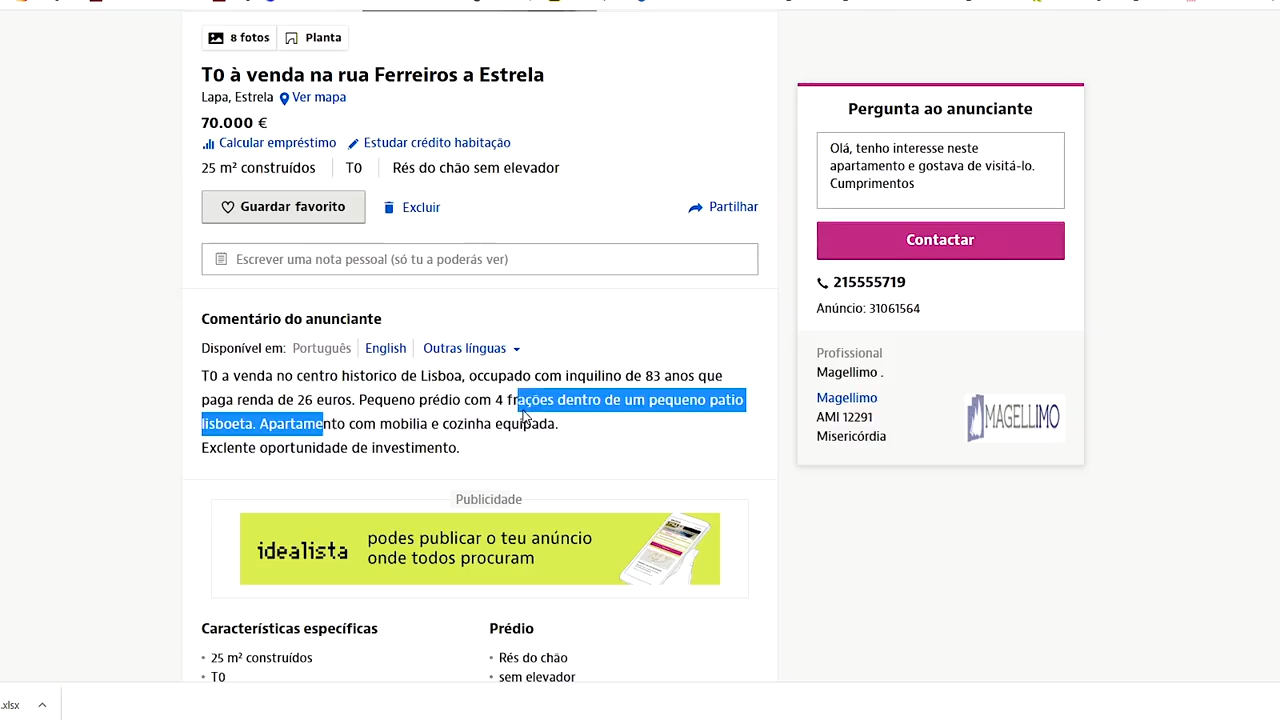 8 fotos
Planta
T0 à venda na rua Ferreiros a Estrela
Lapa, Estrela Ver mapa
70.000 €
Calcular empréstimo Estudar crédito habitação
25 m² construídos T0 Rés do chão sem elevador
Guardar favorito Excluir Partilhar
Escrever uma nota pessoal (só tu a poderás ver)
Comentário do anunciante
Disponível em: Português English Outras línguas
T0 a venda no centro historico de Lisboa, occupado com inquilino de 83 anos que
paga renda de 26 euros. Pequeno prédio com 4 frações dentro de um pequeno patio
lisboeta. Apartamento com mobilia e cozinha equipada.
Exclente oportunidade de investimento.
Publicidade
idealista
podes publicar o teu anúncio
onde todos procuram
Características específicas
25 m² construídos
T0
Prédio
Rés do chão
sem elevador
Pergunta ao anunciante
Olá, tenho interesse neste
apartamento e gostava de visitá-lo.
Cumprimentos
Contactar
215555719
Anúncio: 31061564
Profissional
Magellimo .
Magellimo
AMI 12291
Misericórdia
MAGELLIMO
.xlsx